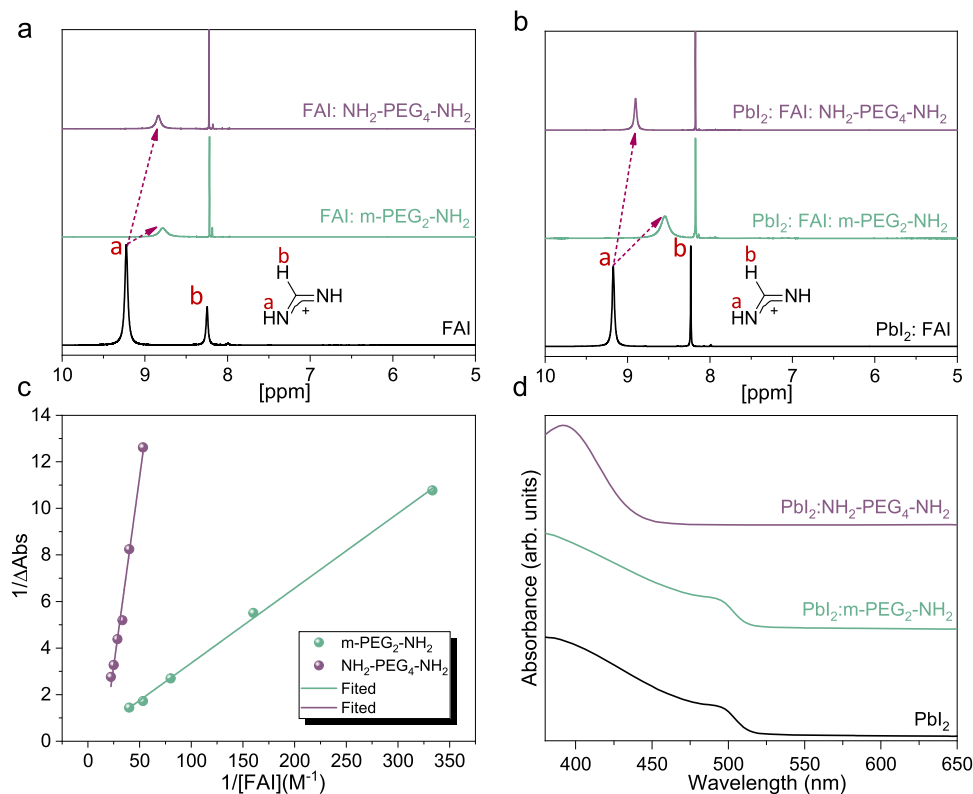 a
FAI: NH2-PEG4-NH2
FAI: m-PEG2-NH2
a
b
b
H
a
HN
NH
+
FAI
10 9 8 7 6 5
[ppm]
b
PbI2: FAI: NH2-PEG4-NH2
PbI2: FAI: m-PEG2-NH2
a
b
b
H
a
HN
NH
+
PbI2: FAI
10 9 8 7 6 5
[ppm]
c
14
12
10
8
6
4
2
0
1/ΔAbs
m-PEG2-NH2
NH2-PEG4-NH2
Fited
Fited
0 50 100 150 200 250 300 350
1/[FAI](M-1)
d
Absorbance (arb. units)
PbI2:NH2-PEG4-NH2
PbI2:m-PEG2-NH2
PbI2
400 450 500 550 600 650
Wavelength (nm)